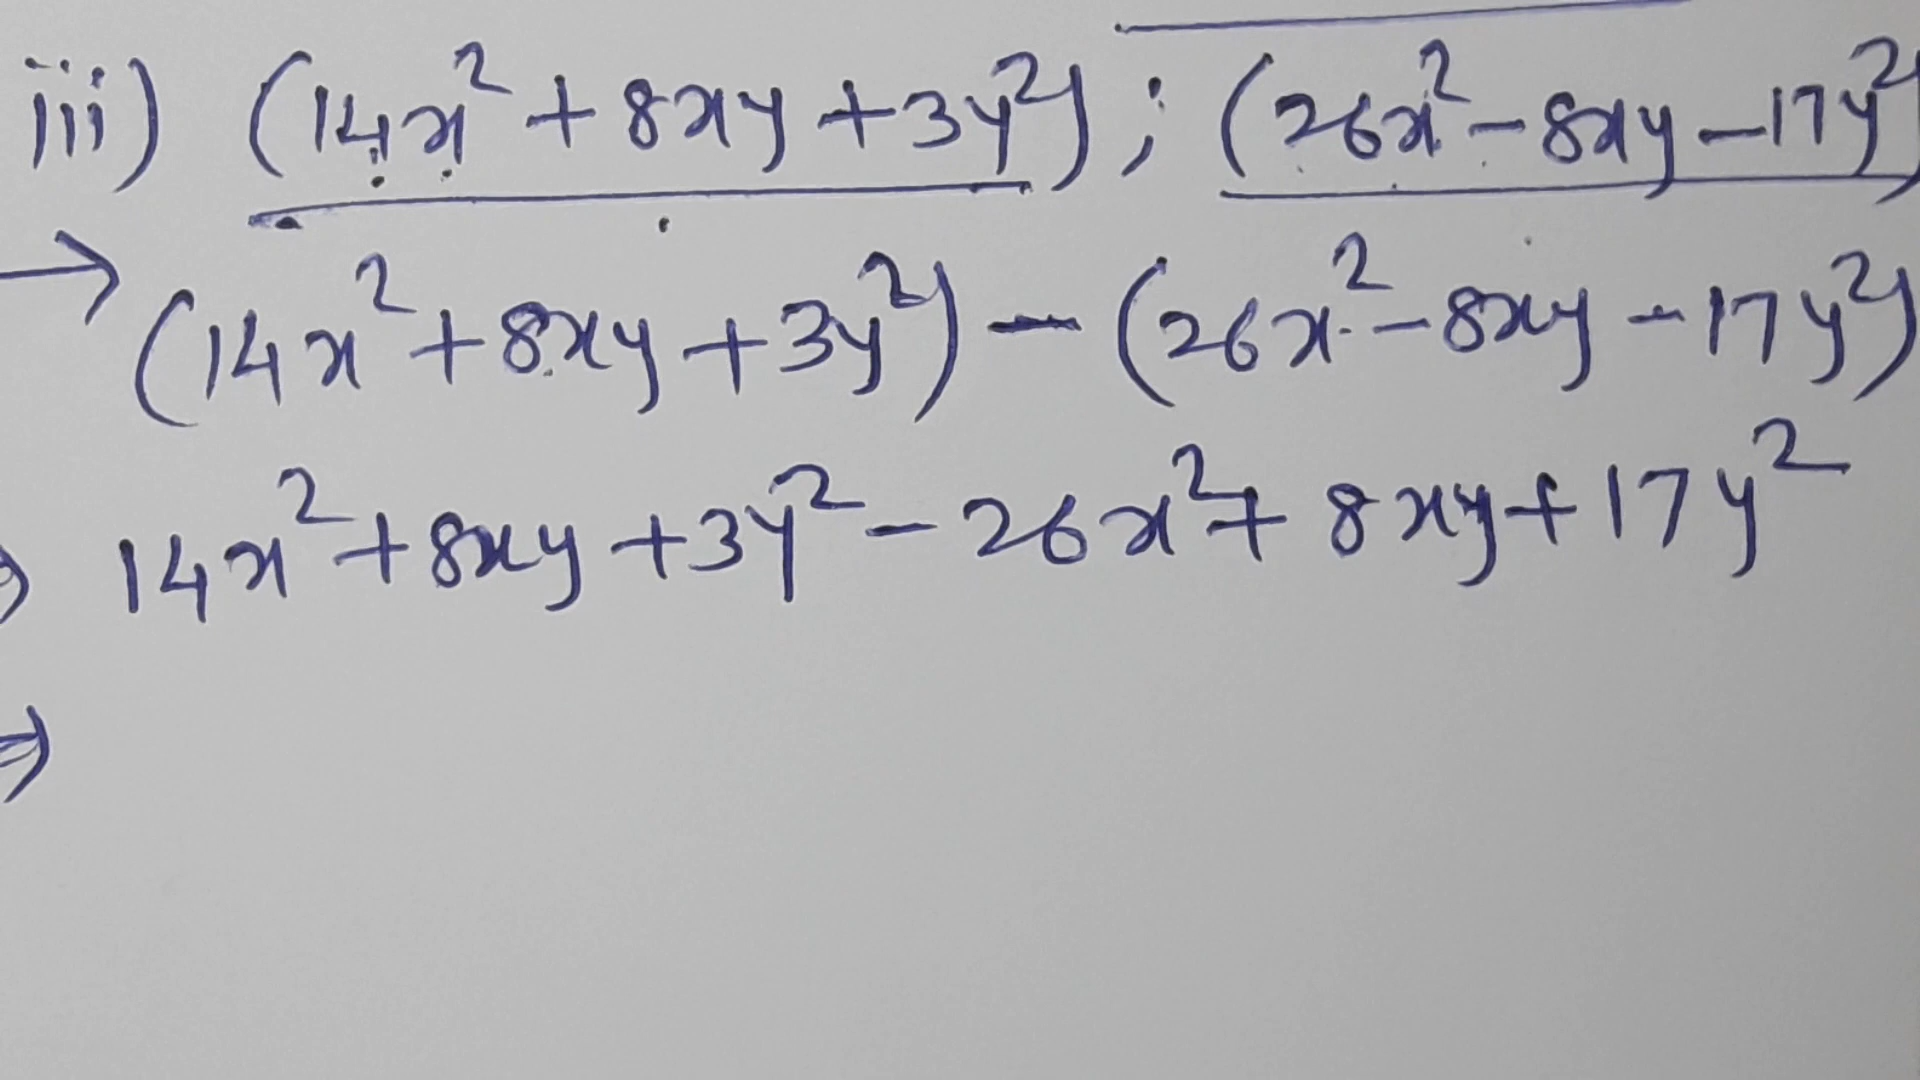 iii) (14x²+8xy+3y²) ; (26x²-8xy-17y²)
→ (14x²+8xy+3y²) - (26x²-8xy-17y²)
⇒ 14x²+8xy+3y²-26x²+8xy+17y²
⇒